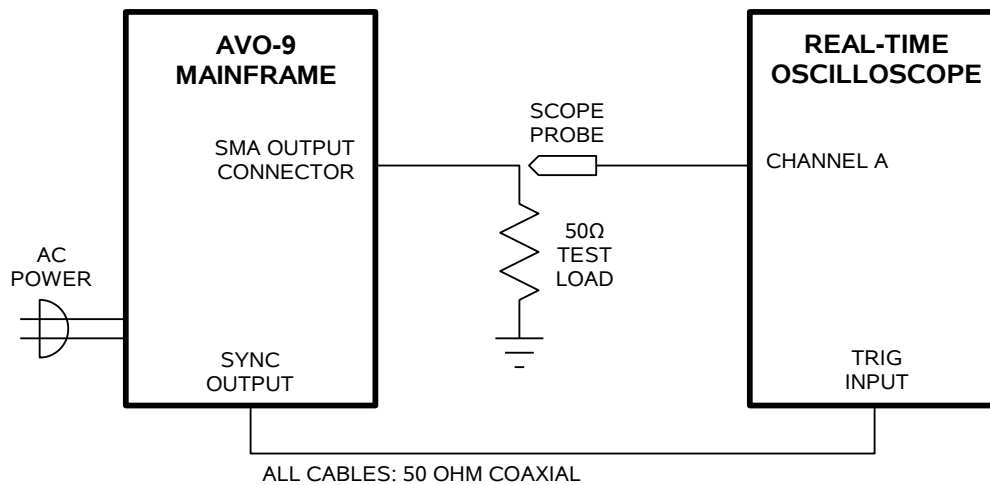 AVO-9
MAINFRAME
SMA OUTPUT
CONNECTOR
SYNC
OUTPUT
AC
POWER
SCOPE
PROBE
50Ω
TEST
LOAD
REAL-TIME
OSCILLOSCOPE
CHANNEL A
TRIG
INPUT
ALL CABLES: 50 OHM COAXIAL